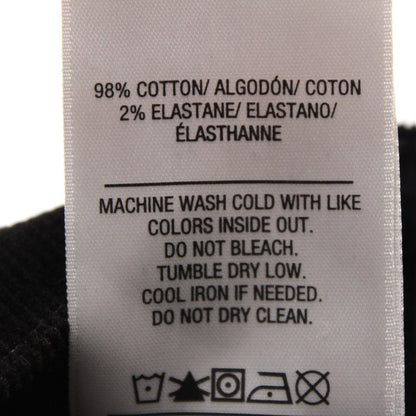 98% COTTON/ ALGODÓN/ COTON
2% ELASTANE/ ELASTANO/
ÉLASTHANNE
MACHINE WASH COLD WITH LIKE
COLORS INSIDE OUT.
DO NOT BLEACH.
TUMBLE DRY LOW.
COOL IRON IF NEEDED.
DO NOT DRY CLEAN.